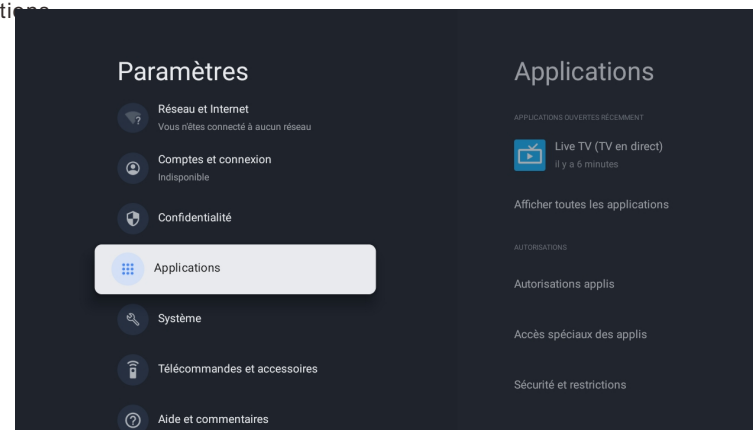 Paramètres
Réseau et Internet
Vous n'êtes connecté à aucun réseau
Comptes et connexion
Indisponible
Confidentialité
Applications
Système
Télécommandes et accessoires
Aide et commentaires
Applications
APPLICATIONS OUVERTES RÉCEMMENT
Live TV (TV en direct)
il y a 6 minutes
Afficher toutes les applications
AUTORISATIONS
Autorisations applis
Accès spéciaux des applis
Sécurité et restrictions